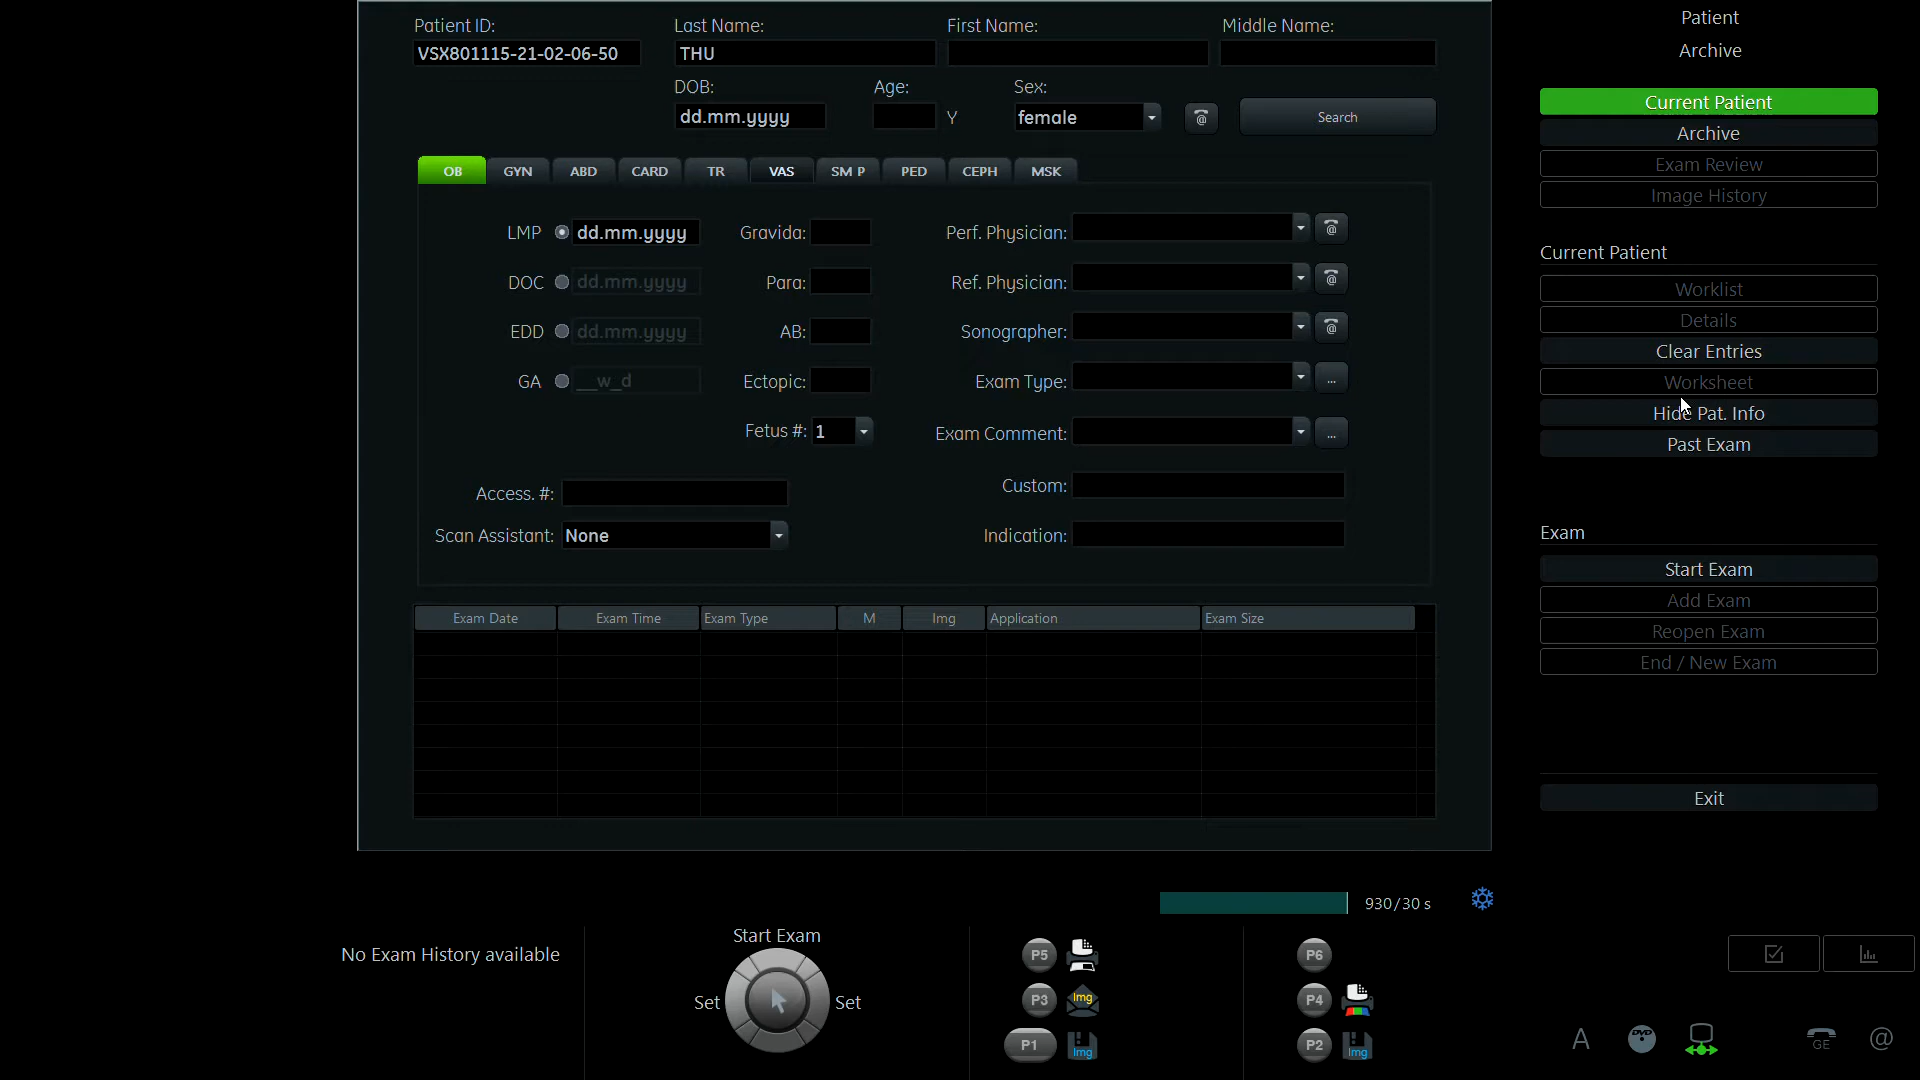 Patient ID: Last Name: First Name: Middle Name:
VSX801115-21-02-06-50 THU
DOB: Age: Sex:
dd.mm.yyyy Y female @ Search
OB GYN ABD CARD TR VAS SM P PED CEPH MSK
LMP dd.mm.yyyy Gravida: Perf. Physician: @
DOC dd.mm.yyyy Para: Ref. Physician: @
EDD dd.mm.yyyy AB: Sonographer: @
GA __w_d Ectopic: Exam Type: ...
Fetus #: 1 Exam Comment: ...
Access. #: Custom:
Scan Assistant: None Indication:
Exam Date Exam Time Exam Type M Img Application Exam Size
930/30 s
No Exam History available
Start Exam
Set Set
P5 P6
P3 Img P4
P1 Img P2 Img
Patient
Archive
Current Patient
Archive
Exam Review
Image History
Current Patient
Worklist
Details
Clear Entries
Worksheet
Hide Pat. Info
Past Exam
Exam
Start Exam
Add Exam
Reopen Exam
End / New Exam
Exit
A DVD GE @